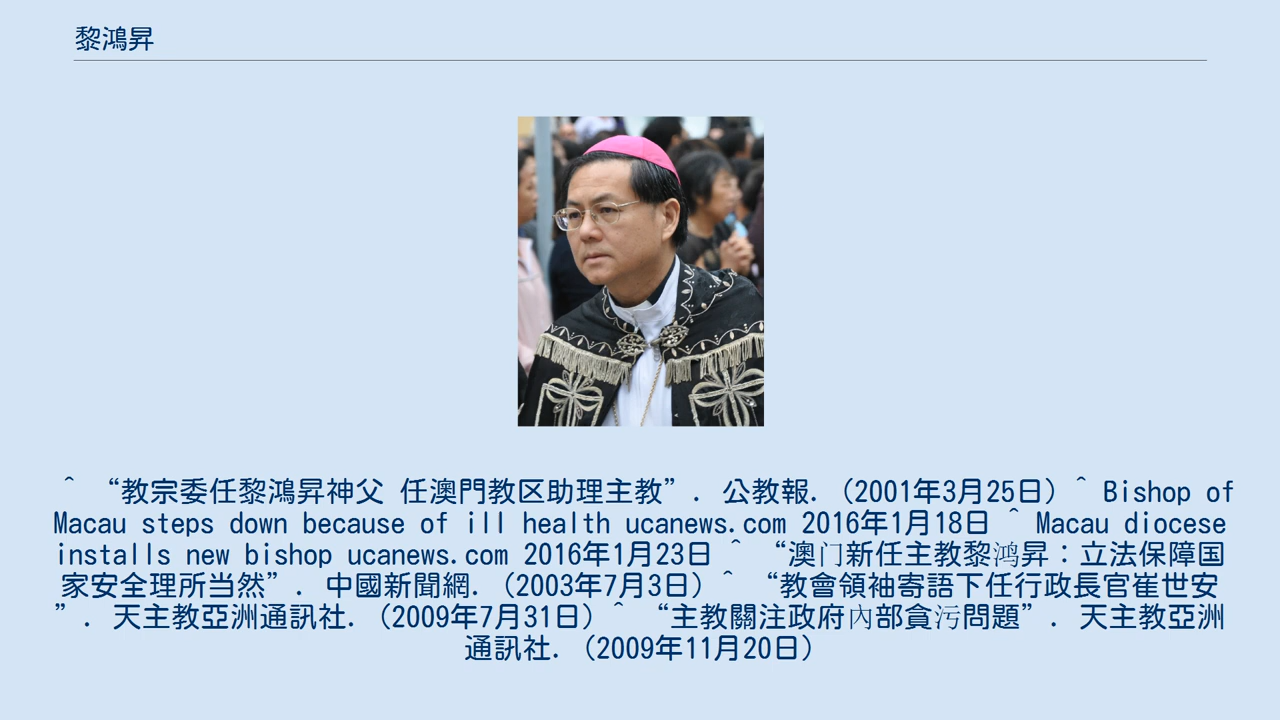 黎鴻昇
^ “教宗委任黎鴻昇神父 任澳門教区助理主教”. 公教報. (2001年3月25日) ^ Bishop of
Macau steps down because of ill health ucanews.com 2016年1月18日 ^ Macau diocese
installs new bishop ucanews.com 2016年1月23日 ^ “澳门新任主教黎鸿昇：立法保障国
家安全理所当然”. 中國新聞網. (2003年7月3日) ^ “教會領袖寄語下任行政長官崔世安
”. 天主教亞洲通訊社. (2009年7月31日) ^ “主教關注政府內部貪污問題”. 天主教亞洲
通訊社. (2009年11月20日)